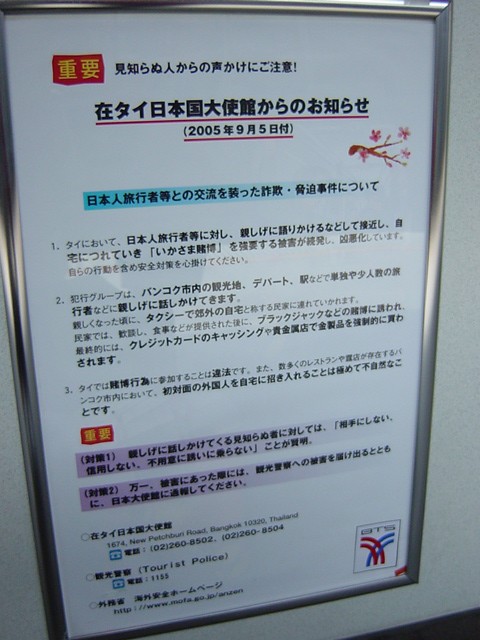 重要 見知らぬ人からの声かけにご注意!
在タイ日本国大使館からのお知らせ
(2005年9月5日付)
日本人旅行者等との交流を装った詐欺・脅迫事件について
1、タイにおいて、日本人旅行者等に対し、親しげに語りかけるなどして接近し、自
宅につれていき「いかさま賭博」を強要する被害が続発し、凶悪化しています。
自らの行動を含め安全対策を心掛けてください。
2、犯行グループは、バンコク市内の観光地、デパート、駅などで単独や少人数の旅
行者などに親しげに話しかけてきます。
親しくなった頃に、タクシーで郊外の自宅と称する民家に連れていかれます。
民家では、歓談し、食事などが提供された後に、ブラックジャックなどの賭博に誘われ、
最終的には、クレジットカードのキャッシングや貴金属店で金製品を強制的に買わ
されます。
3、タイでは賭博行為に参加することは違法です。また、数多くのレストランや露店が存在するバ
ンコク市内において、初対面の外国人を自宅に招き入れることは極めて不自然なこ
とです。
重要
(対策1) 親しげに話しかけてくる見知らぬ者に対しては、「相手にしない、
信用しない、不用意に誘いに乗らない」ことが賢明。
(対策2) 万一、被害にあった際には、観光警察への被害を届け出るととも
に、日本大使館に通報してください。
○在タイ日本国大使館
1674, New Petchburi Road, Bangkok 10320, Thailand
電話:(02)260-8502、(02)260-8504
○観光警察 (Tourist Police)
電話:1155
○外務省 海外安全ホームページ
http://www.mofa.go.jp/anzen
BTS